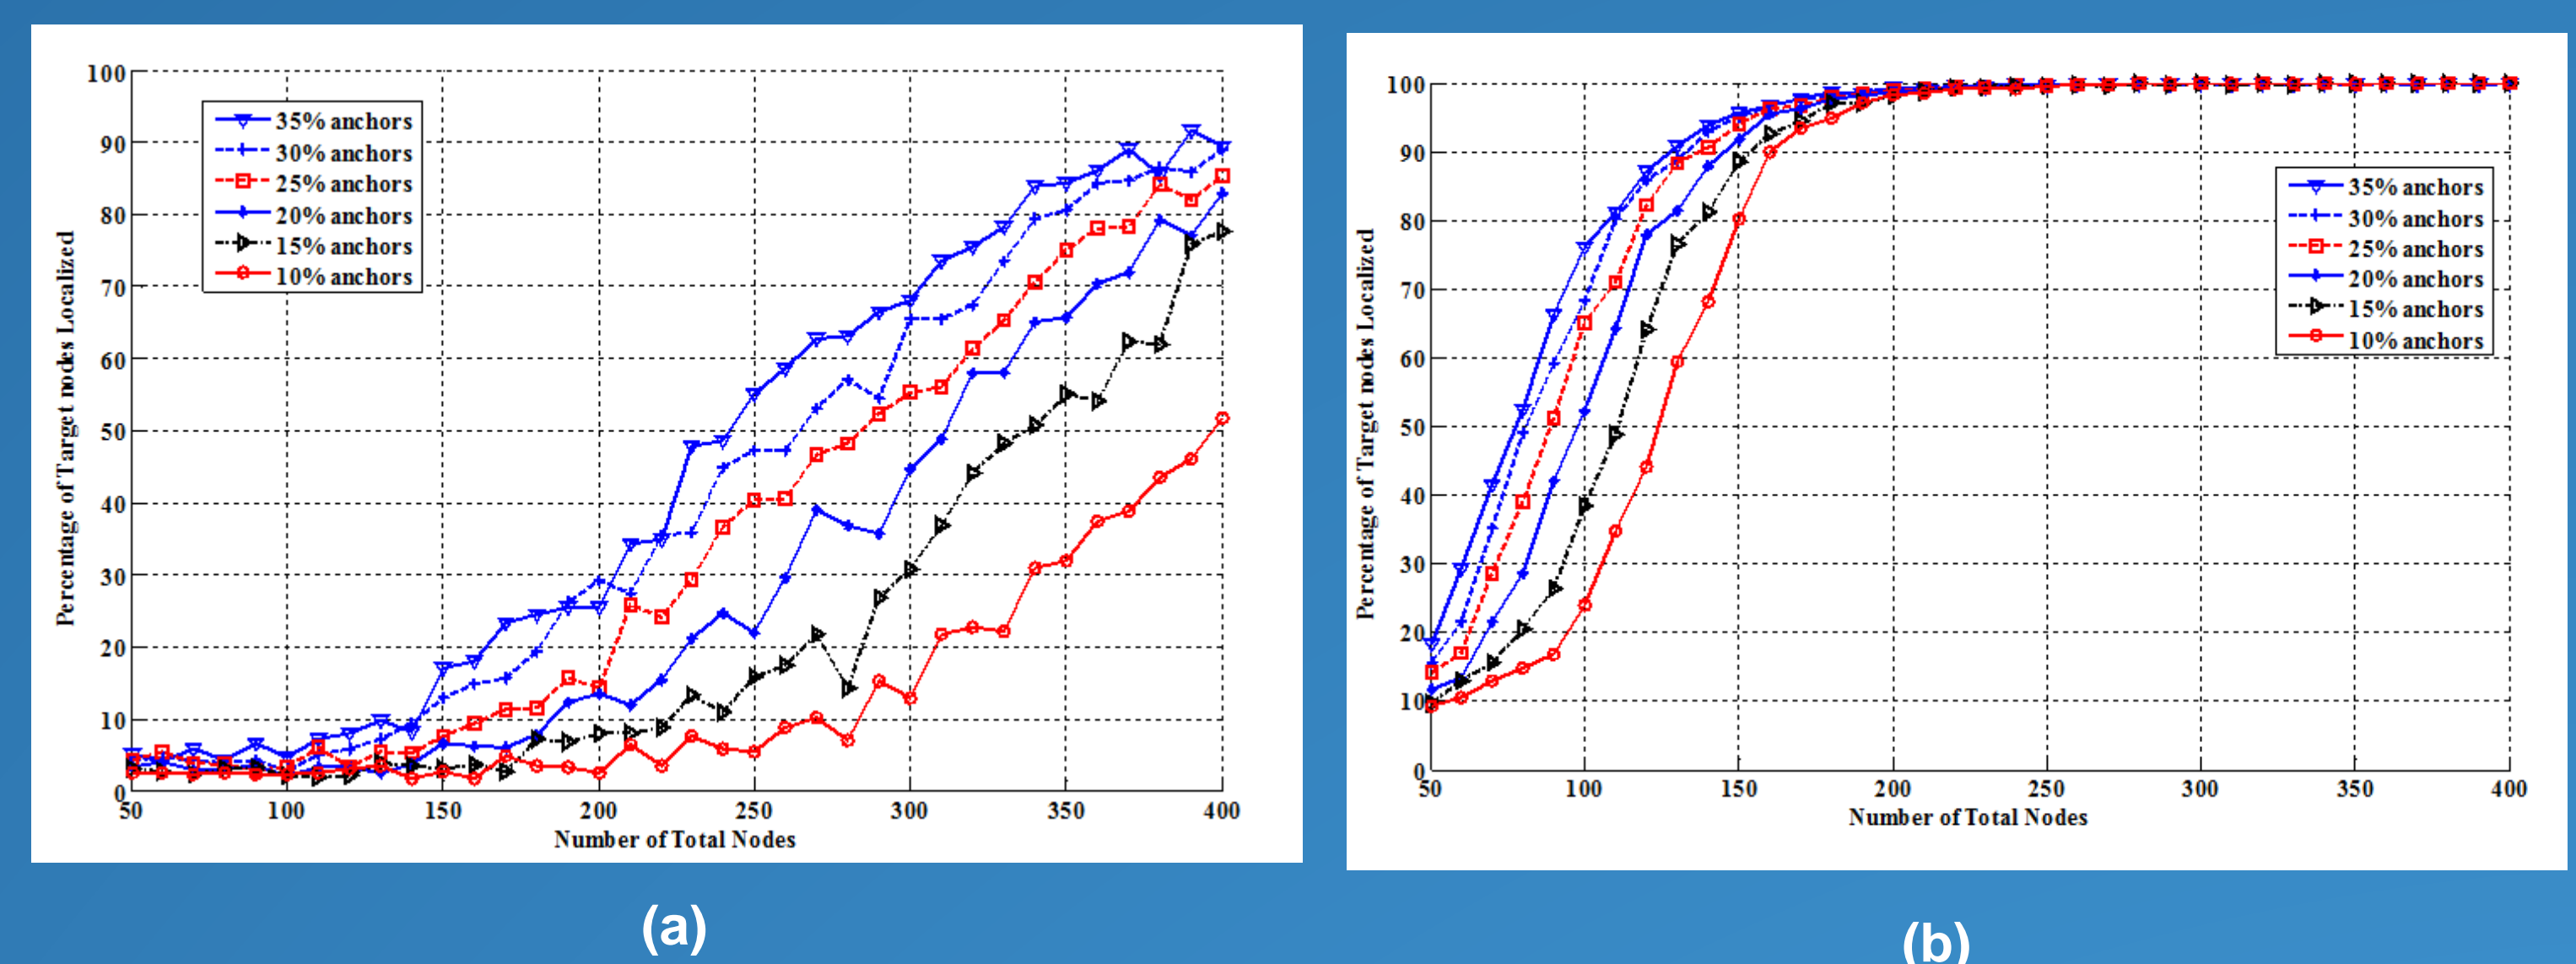 100
90
80
70
60
50
40
30
20
10
0
50 100 150 200 250 300 350 400
Percentage of Target nodes Localized
Number of Total Nodes
35% anchors
30% anchors
25% anchors
20% anchors
15% anchors
10% anchors
(a)
100
90
80
70
60
50
40
30
20
10
0
50 100 150 200 250 300 350 400
Percentage of Target nodes Localized
Number of Total Nodes
35% anchors
30% anchors
25% anchors
20% anchors
15% anchors
10% anchors
(b)